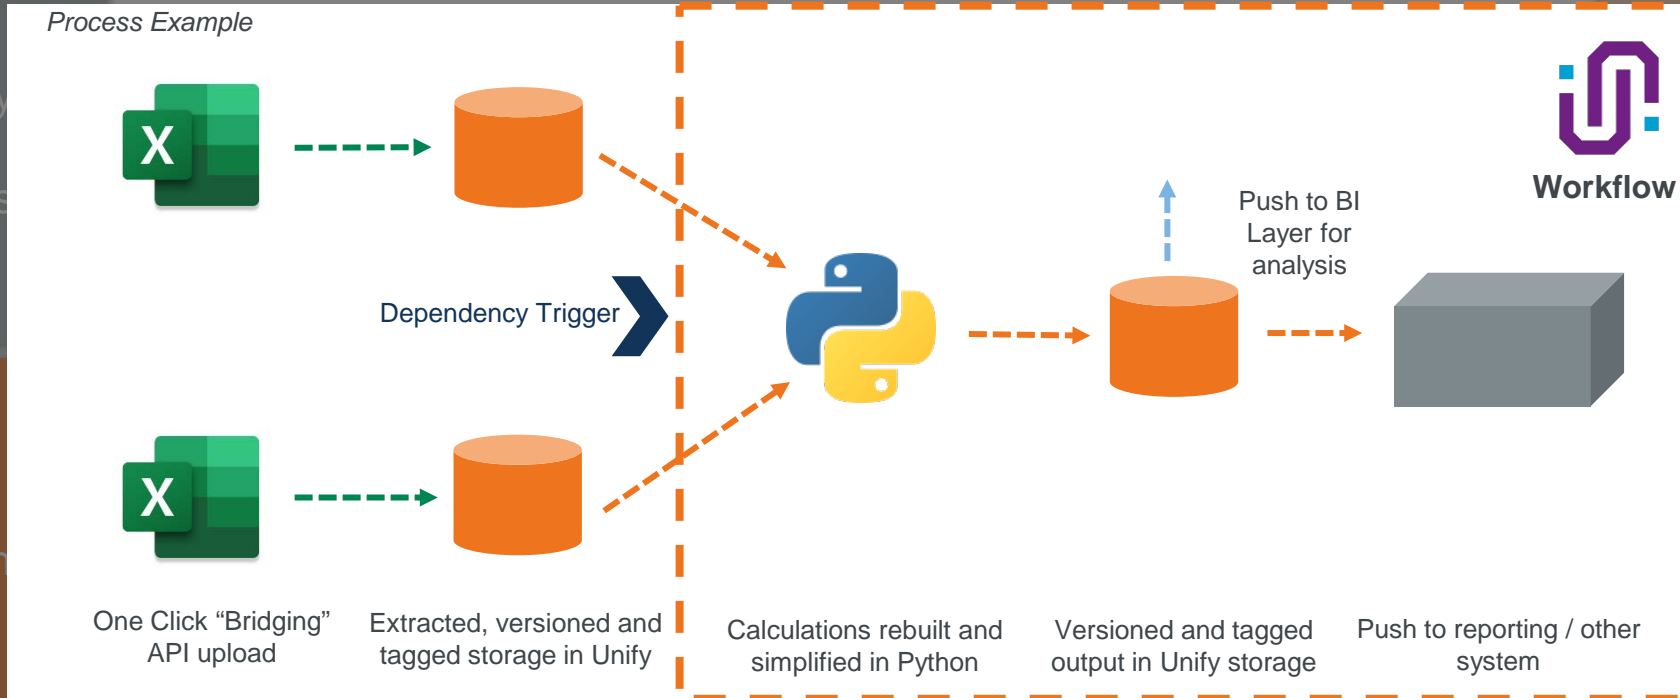 Process Example
Workflow
Push to BI
Layer for
analysis
Dependency Trigger
X
X
One Click “Bridging”
API upload
Extracted, versioned and
tagged storage in Unify
Calculations rebuilt and
simplified in Python
Versioned and tagged
output in Unify storage
Push to reporting / other
system